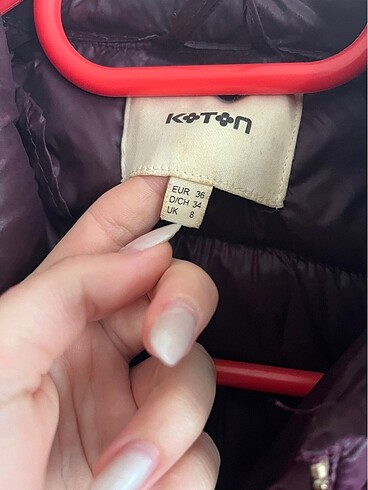 KOTON
EUR 36
D/CH 34
UK 8